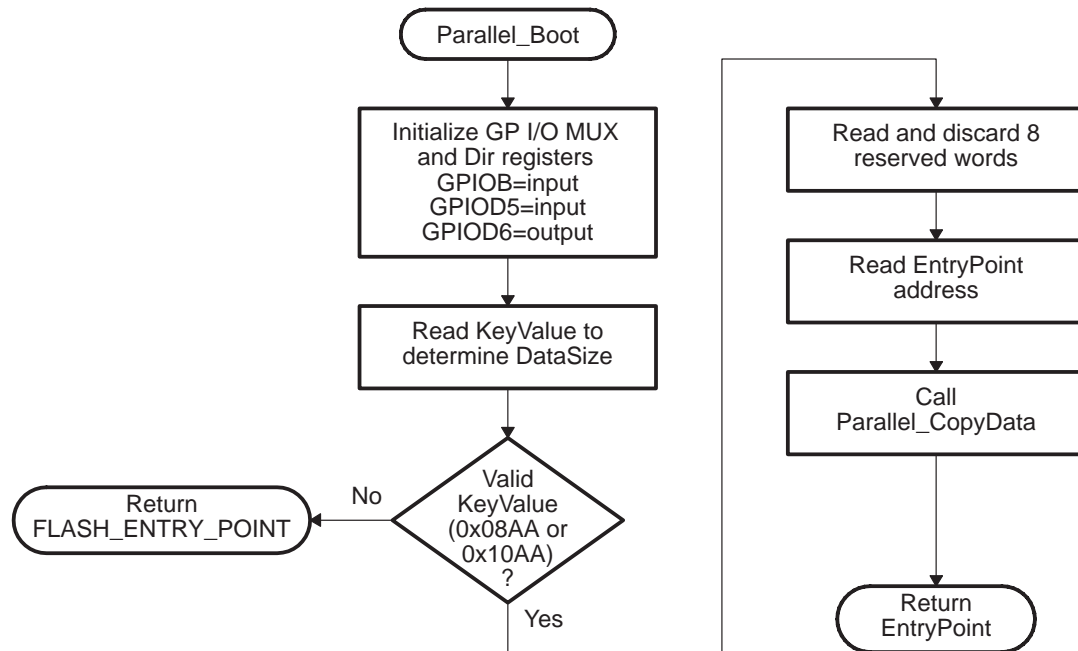 Parallel_Boot
Initialize GP I/O MUX
and Dir registers
GPIOB=input
GPIOD5=input
GPIOD6=output
Read KeyValue to
determine DataSize
Valid
KeyValue
(0x08AA or
0x10AA)
?
No
Return
FLASH_ENTRY_POINT
Yes
Read and discard 8
reserved words
Read EntryPoint
address
Call
Parallel_CopyData
Return
EntryPoint